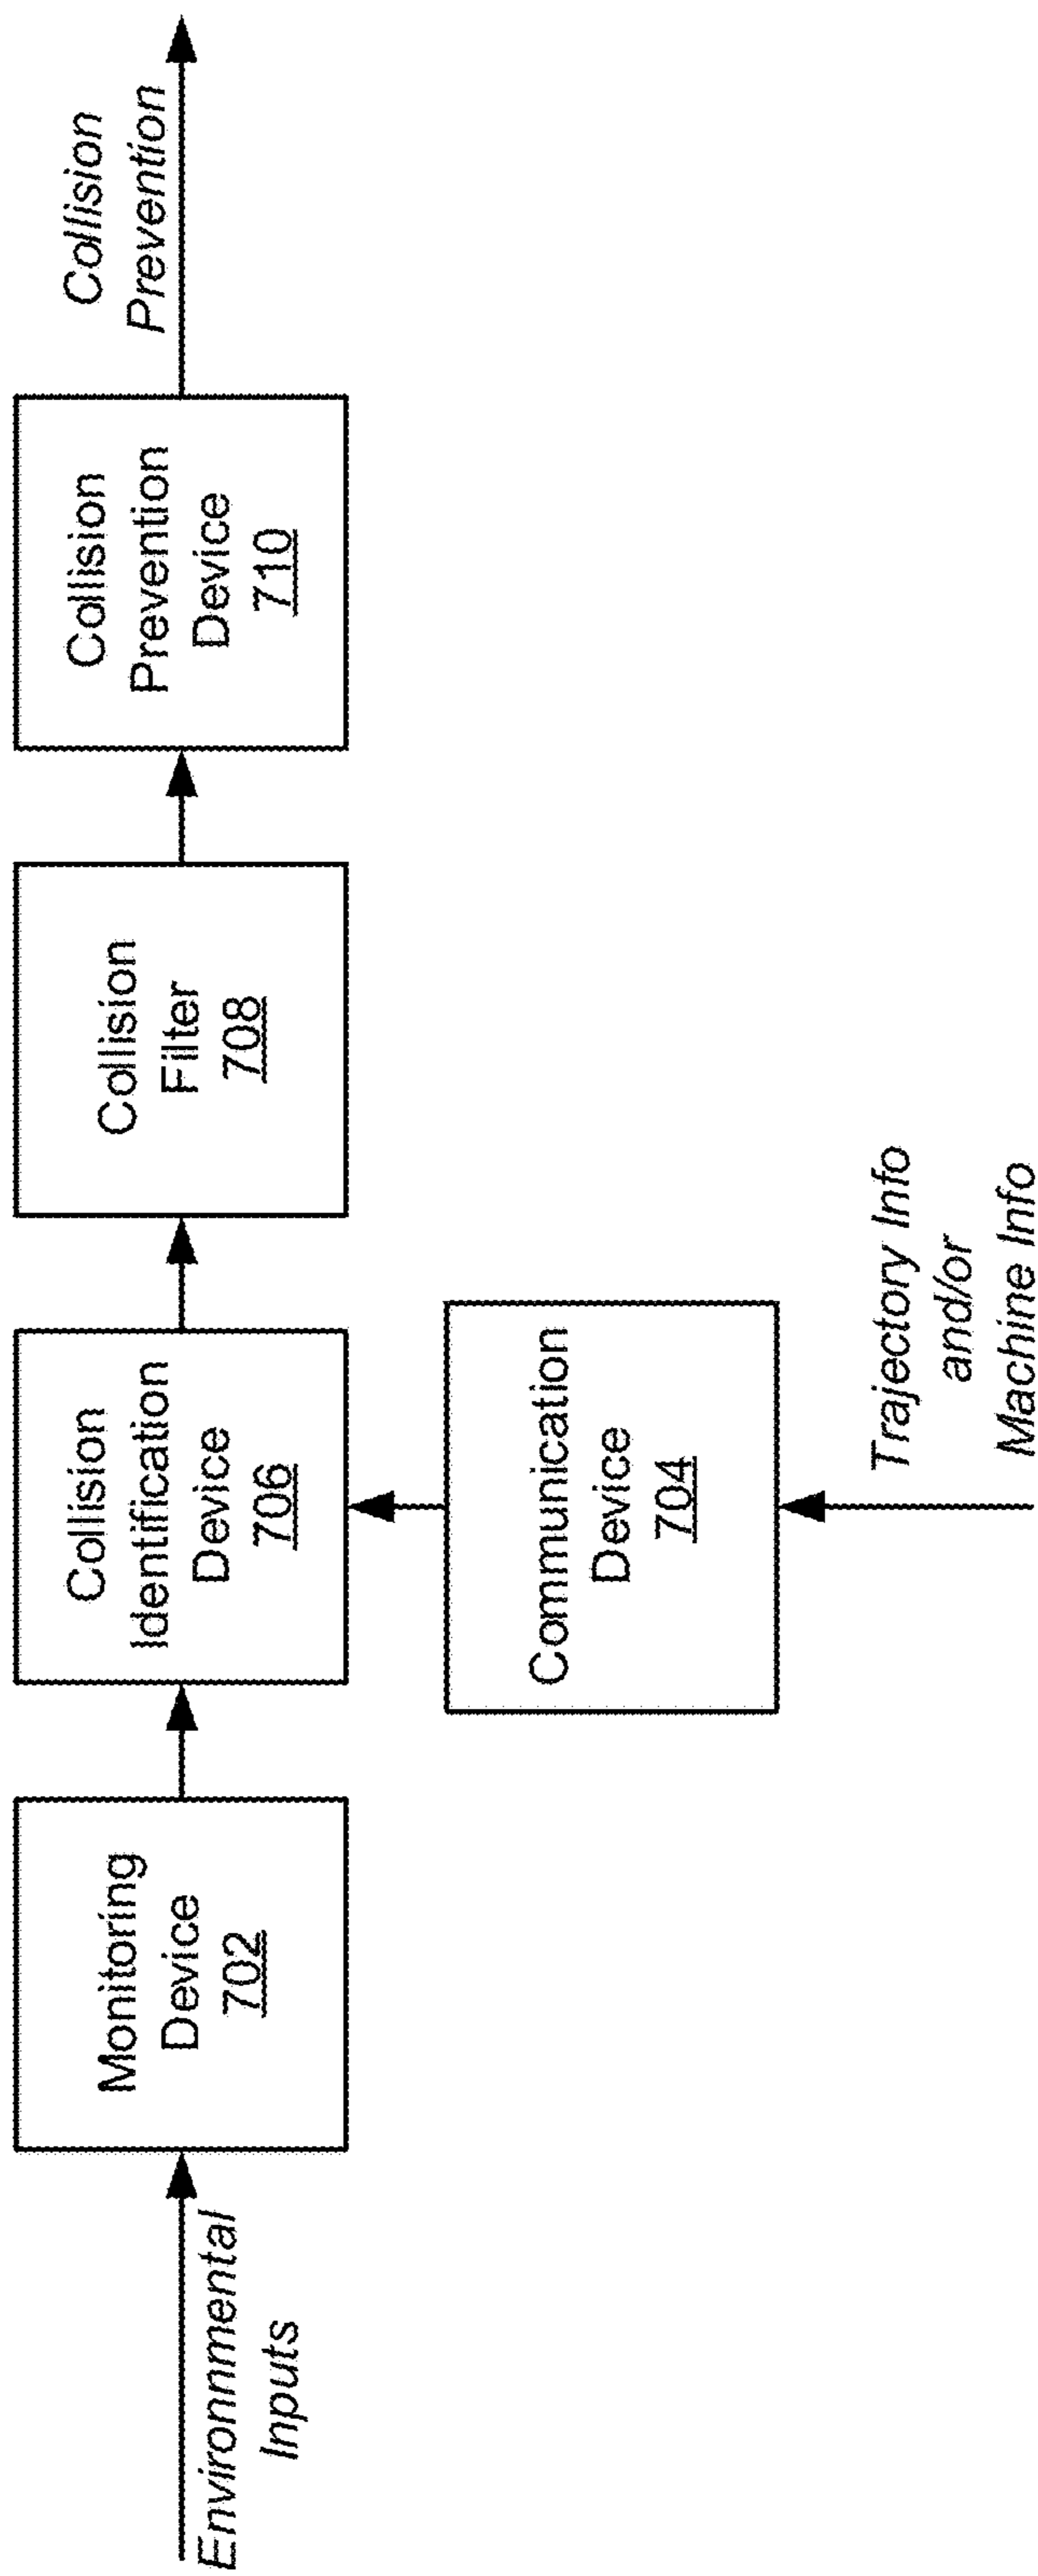 Environmental
Inputs
Monitoring
Device
702
Collision
Identification
Device
706
Communication
Device
704
Trajectory Info
and/or
Machine Info
Collision
Filter
708
Collision
Prevention
Device
710
Collision
Prevention